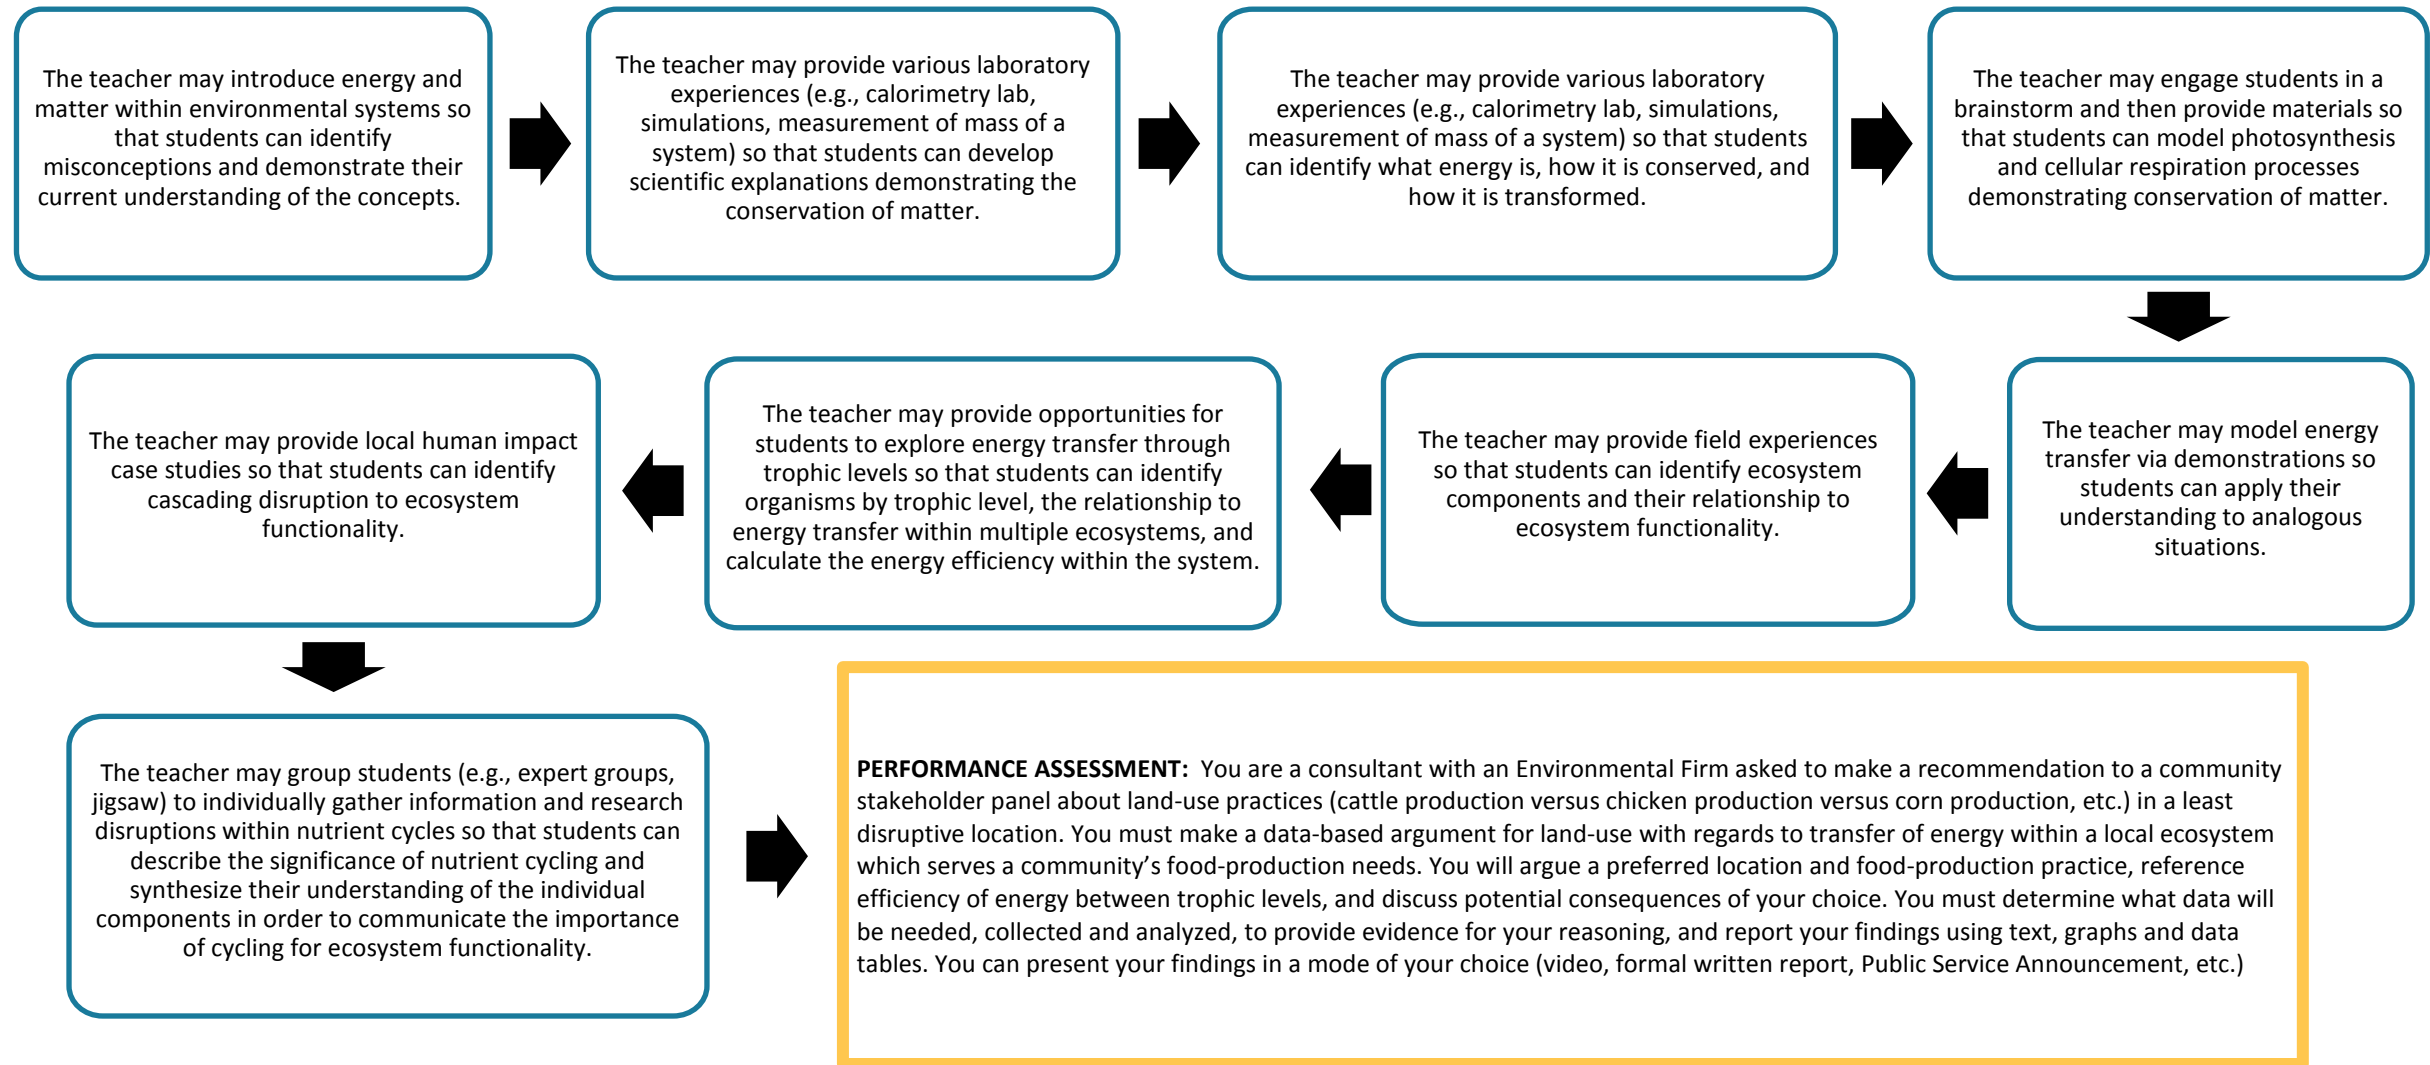 The teacher may introduce energy and
matter within environmental systems so
that students can identify
misconceptions and demonstrate their
current understanding of the concepts.
The teacher may provide various laboratory
experiences (e.g., calorimetry lab,
simulations, measurement of mass of a
system) so that students can develop
scientific explanations demonstrating the
conservation of matter.
The teacher may provide various laboratory
experiences (e.g., calorimetry lab, simulations,
measurement of mass of a system) so that students
can identify what energy is, how it is conserved, and
how it is transformed.
The teacher may engage students in a
brainstorm and then provide materials so
that students can model photosynthesis
and cellular respiration processes
demonstrating conservation of matter.
The teacher may model energy
transfer via demonstrations so
students can apply their
understanding to analogous
situations.
The teacher may provide field experiences
so that students can identify ecosystem
components and their relationship to
ecosystem functionality.
The teacher may provide opportunities for
students to explore energy transfer through
trophic levels so that students can identify
organisms by trophic level, the relationship to
energy transfer within multiple ecosystems, and
calculate the energy efficiency within the system.
The teacher may provide local human impact
case studies so that students can identify
cascading disruption to ecosystem
functionality.
The teacher may group students (e.g., expert groups,
jigsaw) to individually gather information and research
disruptions within nutrient cycles so that students can
describe the significance of nutrient cycling and
synthesize their understanding of the individual
components in order to communicate the importance
of cycling for ecosystem functionality.
PERFORMANCE ASSESSMENT: You are a consultant with an Environmental Firm asked to make a recommendation to a community
stakeholder panel about land-use practices (cattle production versus chicken production versus corn production, etc.) in a least
disruptive location. You must make a data-based argument for land-use with regards to transfer of energy within a local ecosystem
which serves a community's food-production needs. You will argue a preferred location and food-production practice, reference
efficiency of energy between trophic levels, and discuss potential consequences of your choice. You must determine what data will
be needed, collected and analyzed, to provide evidence for your reasoning, and report your findings using text, graphs and data
tables. You can present your findings in a mode of your choice (video, formal written report, Public Service Announcement, etc.)